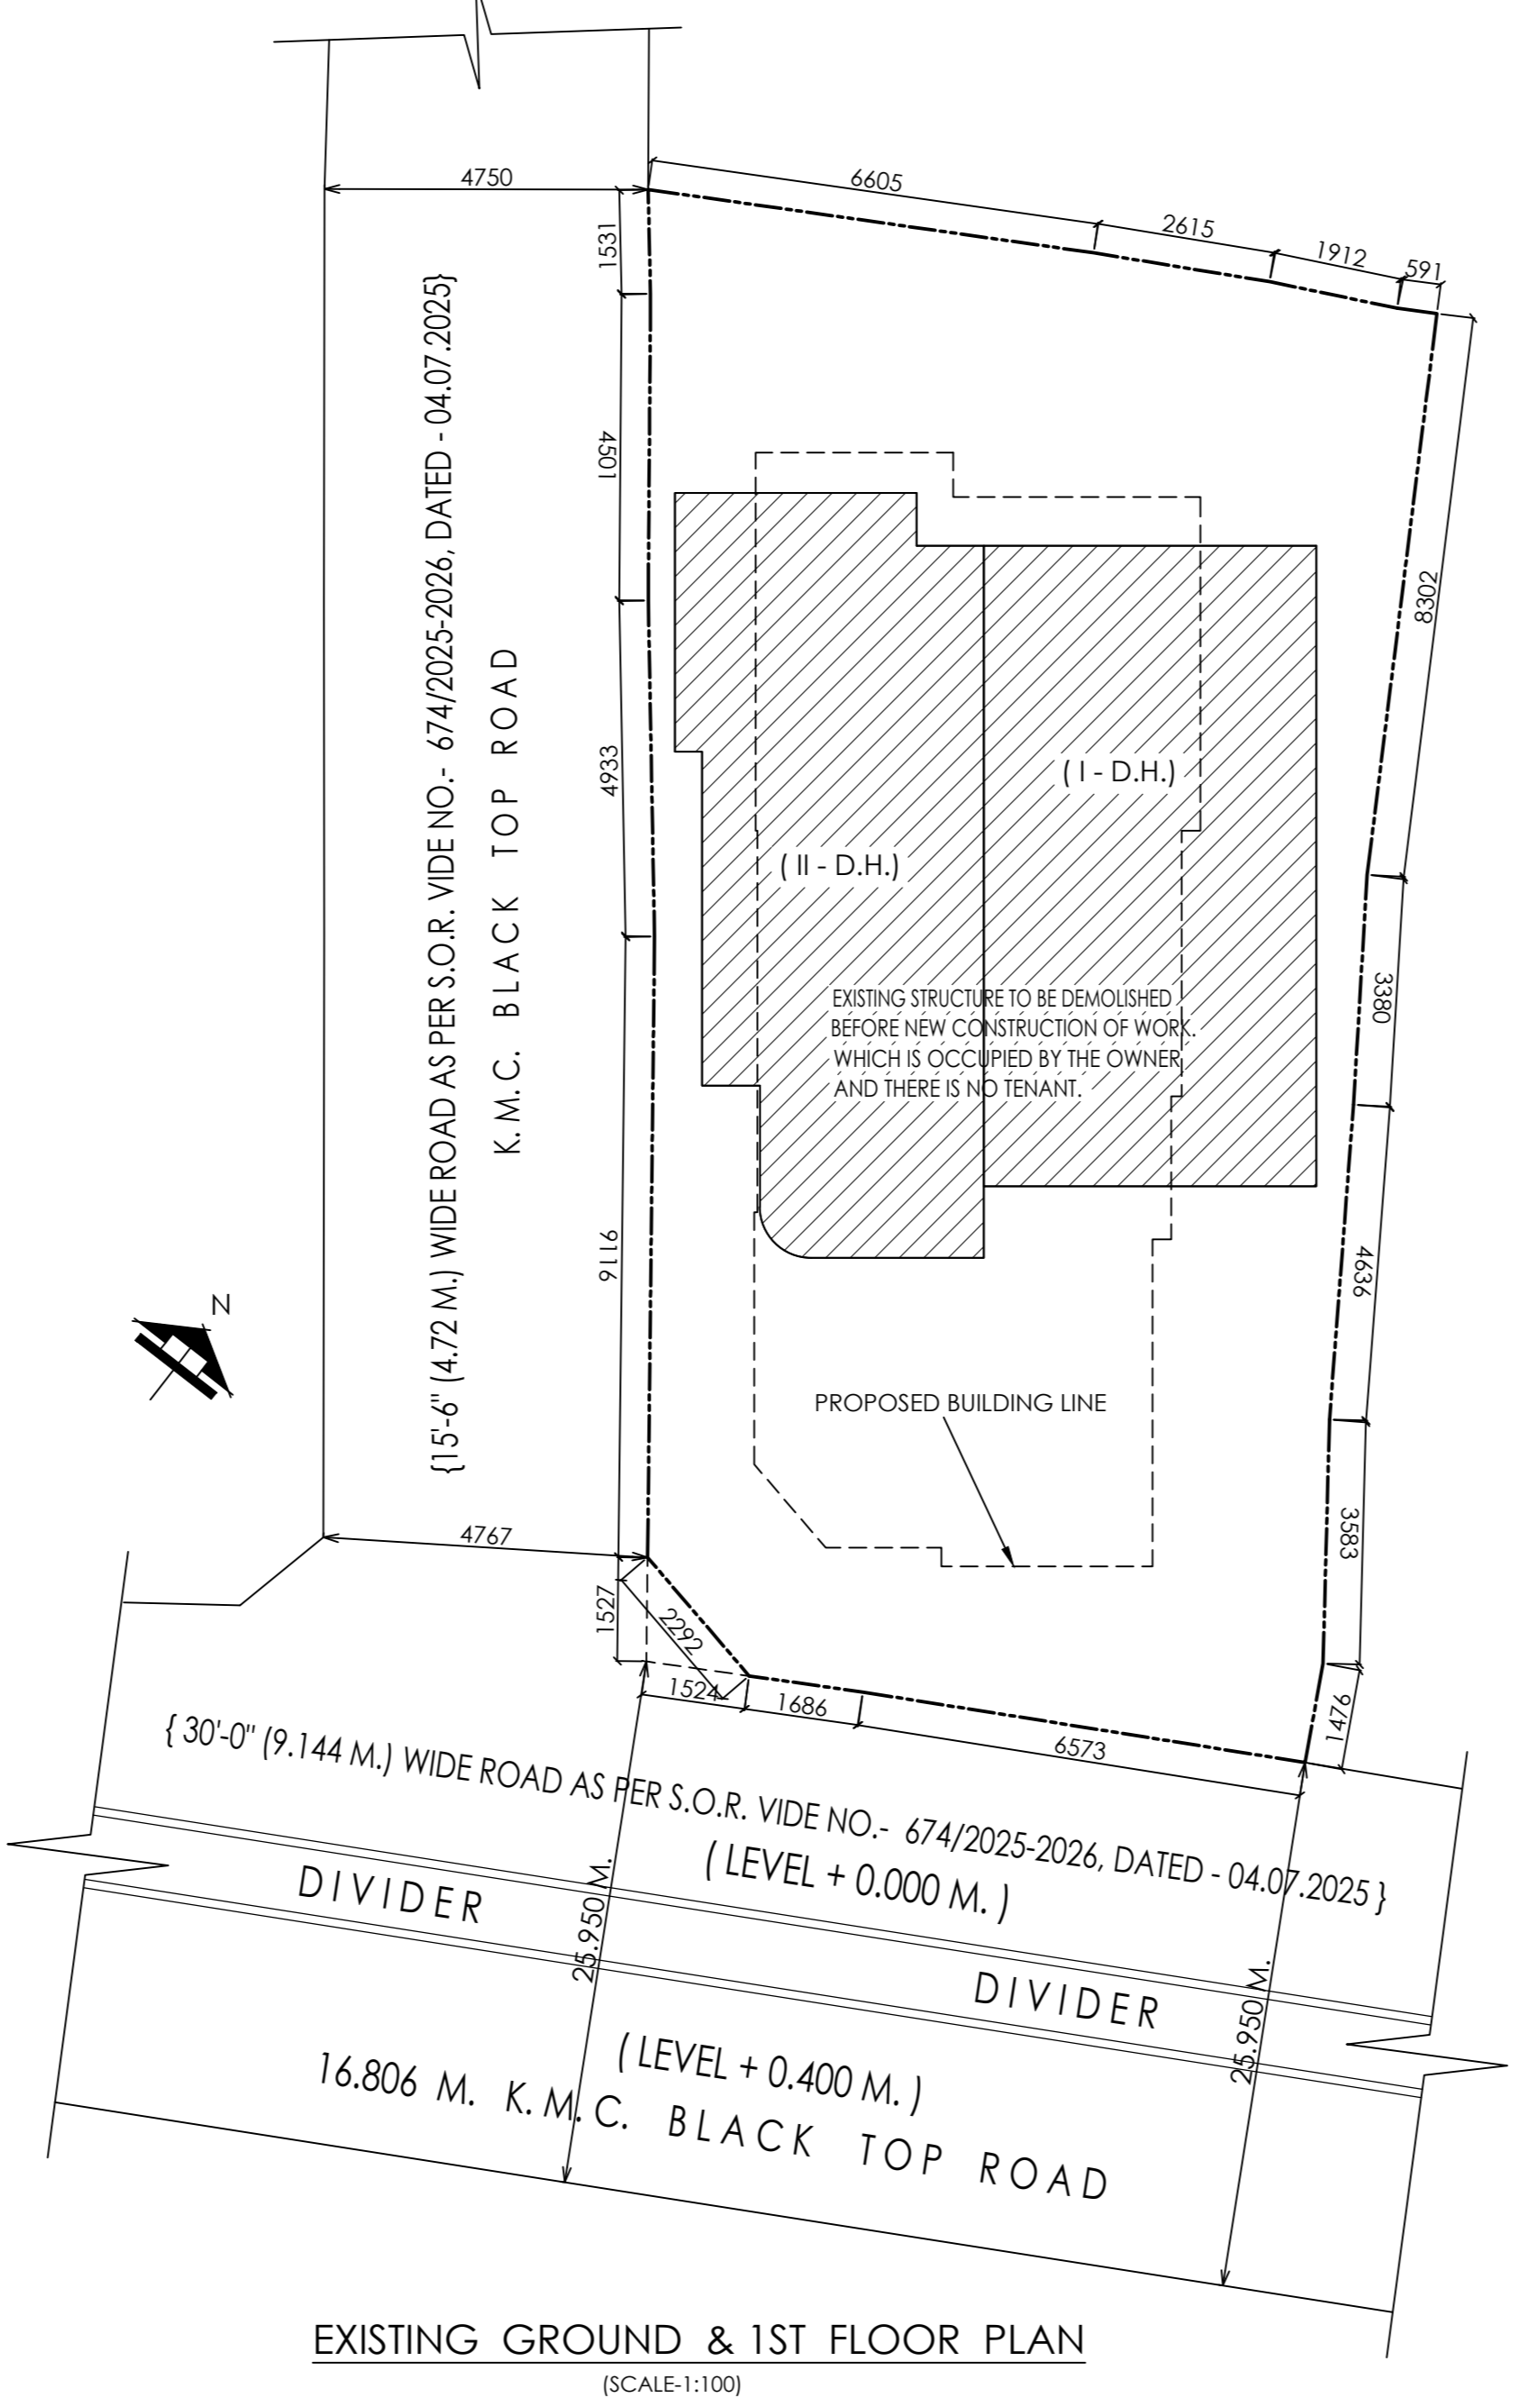 4750
6605
2615
1912
591
1531
4501
4933
9116
8302
3380
4636
3583
1476
{15'-6" (4.72 M.) WIDE ROAD AS PER S.O.R. VIDE NO.- 674/2025-2026, DATED - 04.07.2025}
K.M.C. BLACK TOP ROAD
( I - D.H.)
( II - D.H.)
EXISTING STRUCTURE TO BE DEMOLISHED
BEFORE NEW CONSTRUCTION OF WORK.
WHICH IS OCCUPIED BY THE OWNER
AND THERE IS NO TENANT.
N
PROPOSED BUILDING LINE
4767
1527
2292
1524
1686
6573
{ 30'-0" (9.144 M.) WIDE ROAD AS PER S.O.R. VIDE NO.- 674/2025-2026, DATED - 04.07.2025 }
( LEVEL + 0.000 M. )
DIVIDER
25.950 M.
DIVIDER
25.950 M.
( LEVEL + 0.400 M. )
16.806 M. K.M.C. BLACK TOP ROAD
EXISTING GROUND & 1ST FLOOR PLAN
(SCALE-1:100)